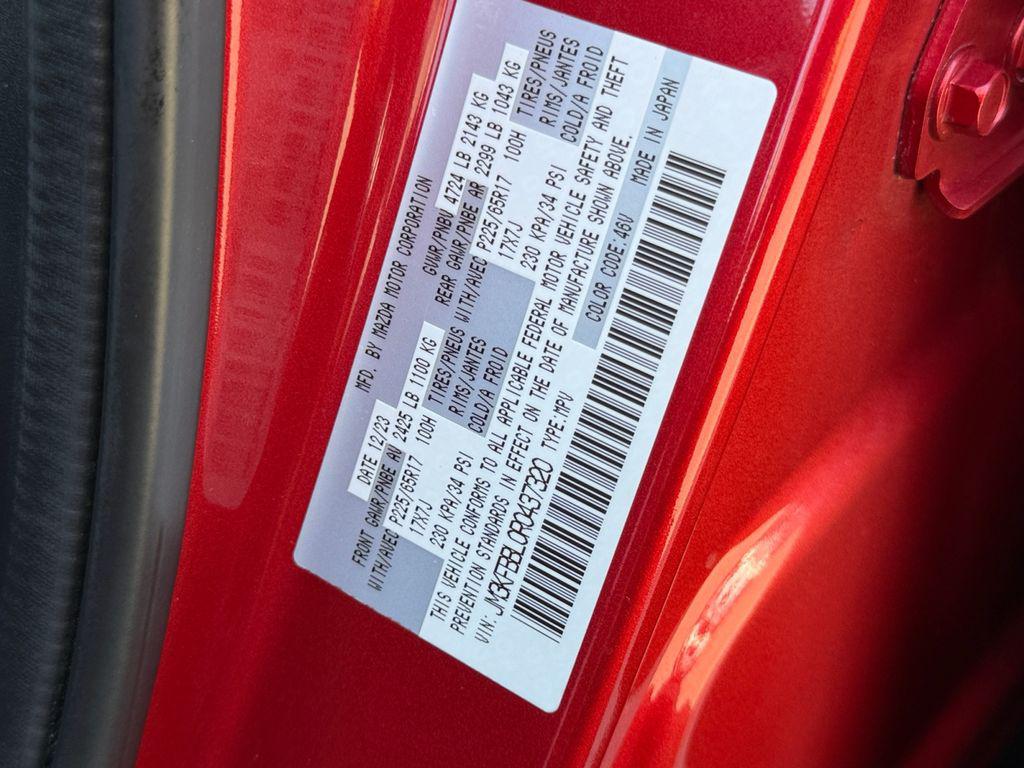 MFD. BY MAZDA MOTOR CORPORATION
DATE 12/23 GVWR/PNBV 4724 LB 2143 KG
FRONT GAWR/PNBE AV 2425 LB 1100 KG REAR GAWR/PNBE AR 2299 LB 1043 KG
WITH/AVEC P225/65R17 100H TIRES/PNEUS WITH/AVEC P225/65R17 100H TIRES/PNEUS
17X7J RIMS/JANTES 17X7J RIMS/JANTES
230 KPA/34 PSI COLD/A FROID 230 KPA/34 PSI COLD/A FROID
THIS VEHICLE CONFORMS TO ALL APPLICABLE FEDERAL MOTOR VEHICLE SAFETY AND THEFT
PREVENTION STANDARDS IN EFFECT ON THE DATE OF MANUFACTURE SHOWN ABOVE.
VIN: JM3KFBBL0R0437320 TYPE:MPV COLOR CODE:46V MADE IN JAPAN